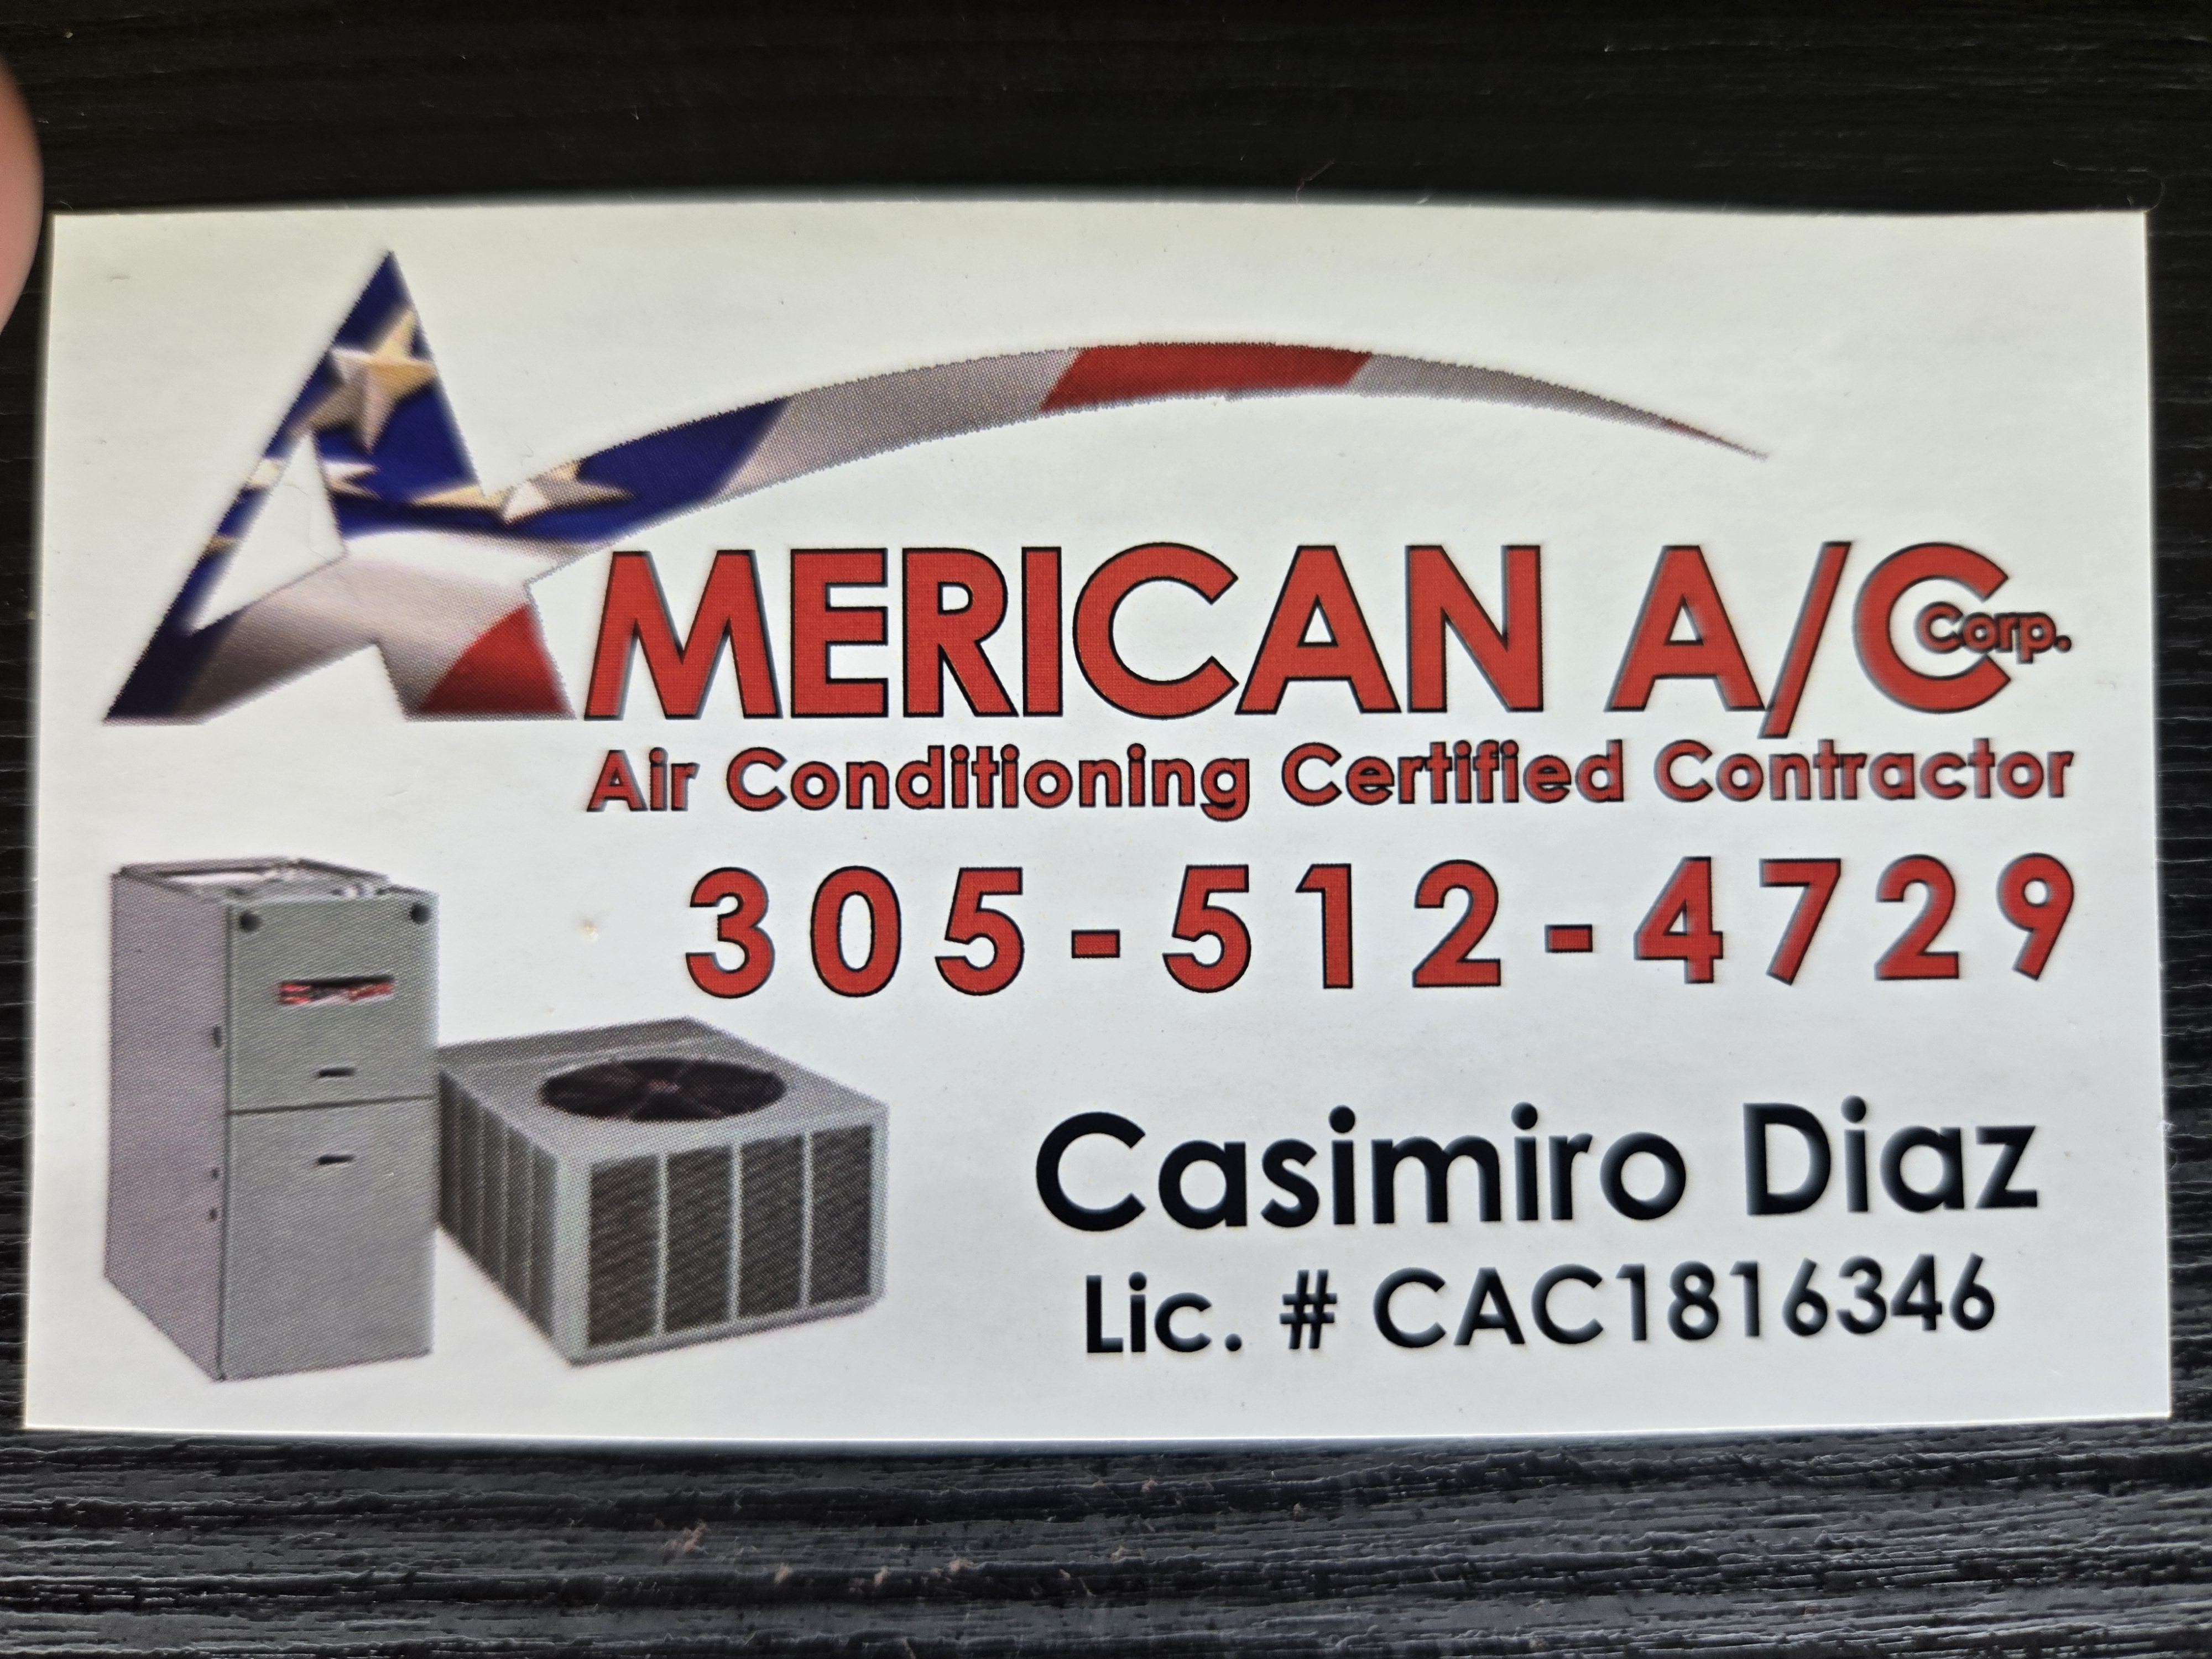 AMERICAN A/C Corp.
Air Conditioning Certified Contractor
305-512-4729
Casimiro Diaz
Lic. # CAC1816346